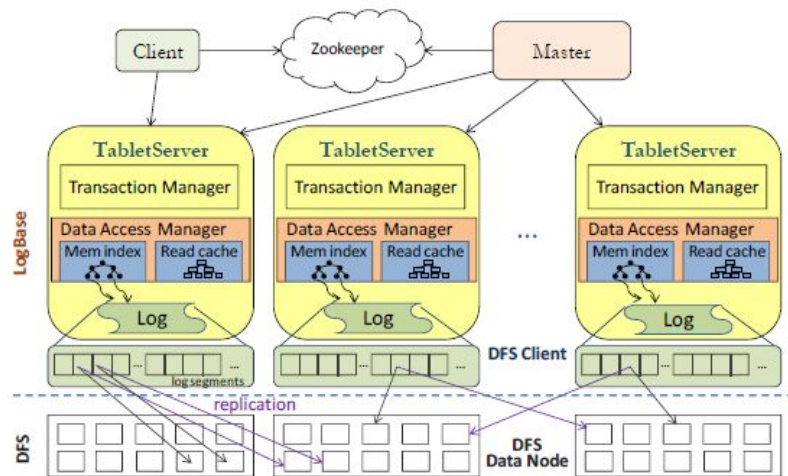 Client
Zookeeper
Master
TabletServer
TabletServer
TabletServer
Transaction Manager
Transaction Manager
Transaction Manager
LogBase
Data Access Manager
Data Access Manager
Data Access Manager
Mem index
Read cache
Mem index
Read cache
Mem index
Read cache
...
Log
Log
Log
DFS Client
... ...
... ...
... ...
log segments
replication
DFS
DFS
Data Node